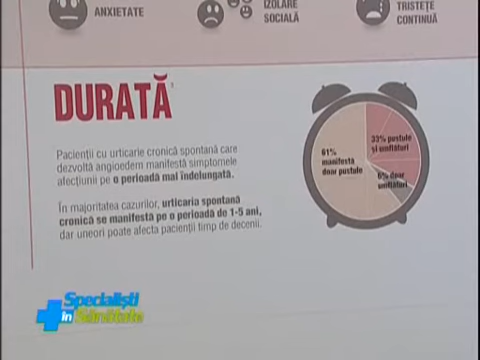 ANXIETATE
IZOLARE
SOCIALĂ
TRISTEȚE
CONTINUĂ
DURATĂ
Pacienții cu urticarie cronică spontană care
dezvoltă angioedem manifestă simptomele
afecțiunii pe o perioadă mai îndelungată.
În majoritatea cazurilor, urticaria spontană
cronică se manifestă pe o perioadă de 1-5 ani,
dar uneori poate afecta pacienții timp de decenii.
61%
manifestă
doar pustule
33% pustule
și umflături
6% doar
umflături
Specialiști
în Sănătate